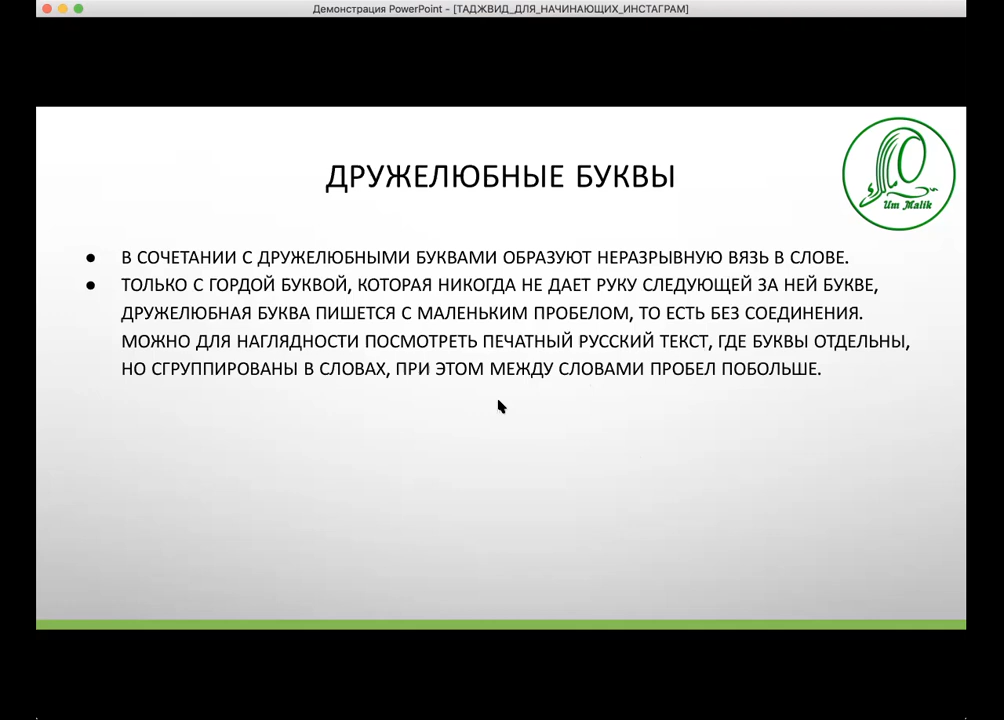 Демонстрация PowerPoint - [ТАДЖВИД_ДЛЯ_НАЧИНАЮЩИХ_ИНСТАГРАМ]
ДРУЖЕЛЮБНЫЕ БУКВЫ
Um Malik
● В СОЧЕТАНИИ С ДРУЖЕЛЮБНЫМИ БУКВАМИ ОБРАЗУЮТ НЕРАЗРЫВНУЮ ВЯЗЬ В СЛОВЕ.
● ТОЛЬКО С ГОРДОЙ БУКВОЙ, КОТОРАЯ НИКОГДА НЕ ДАЕТ РУКУ СЛЕДУЮЩЕЙ ЗА НЕЙ БУКВЕ,
ДРУЖЕЛЮБНАЯ БУКВА ПИШЕТСЯ С МАЛЕНЬКИМ ПРОБЕЛОМ, ТО ЕСТЬ БЕЗ СОЕДИНЕНИЯ.
МОЖНО ДЛЯ НАГЛЯДНОСТИ ПОСМОТРЕТЬ ПЕЧАТНЫЙ РУССКИЙ ТЕКСТ, ГДЕ БУКВЫ ОТДЕЛЬНЫ,
НО СГРУППИРОВАНЫ В СЛОВАХ, ПРИ ЭТОМ МЕЖДУ СЛОВАМИ ПРОБЕЛ ПОБОЛЬШЕ.